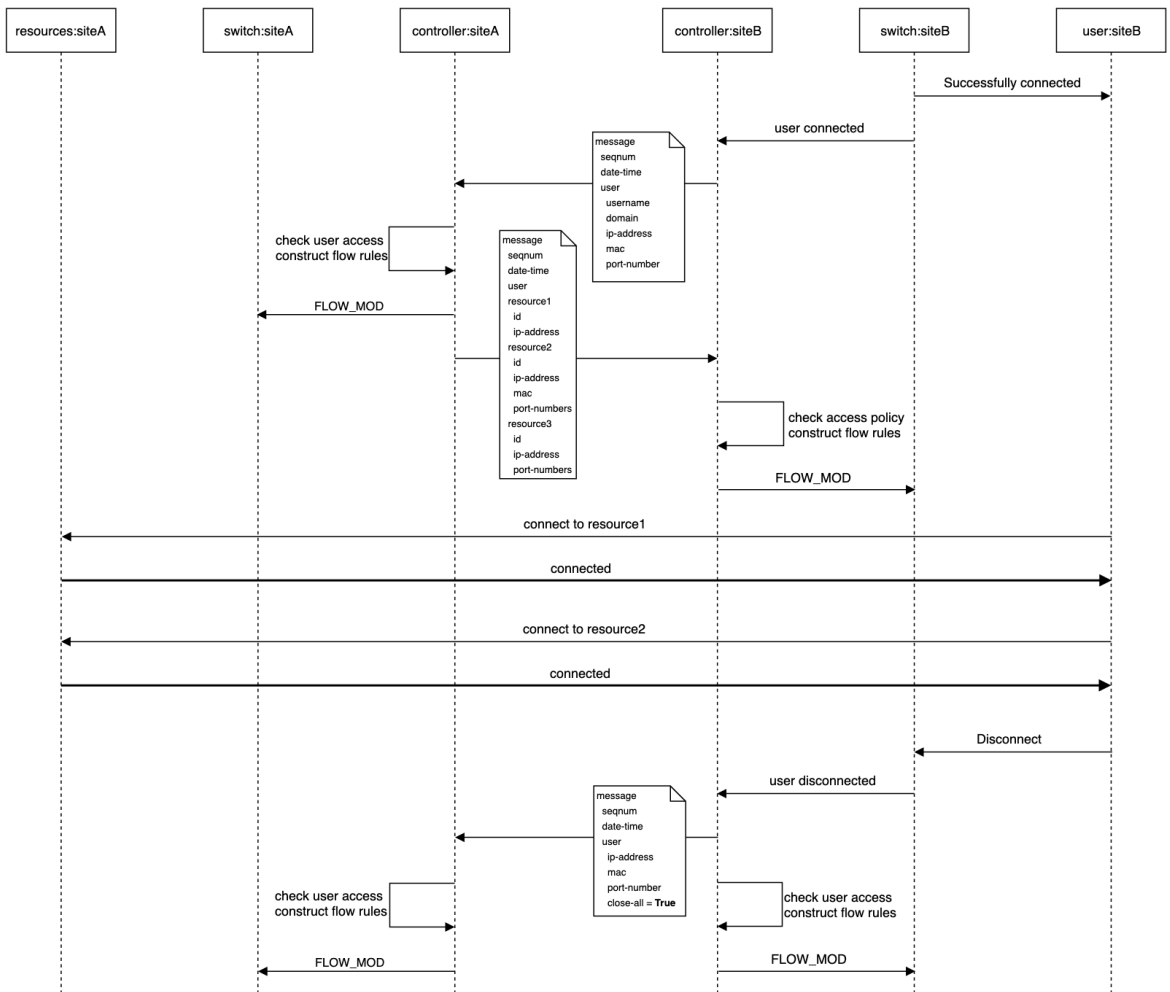 resources:siteA
switch:siteA
controller:siteA
controller:siteB
switch:siteB
user:siteB
Successfully connected
user connected
message
seqnum
date-time
user
username
domain
ip-address
mac
port-number
check user access
construct flow rules
message
seqnum
date-time
user
resource1
id
ip-address
resource2
id
ip-address
mac
port-numbers
resource3
id
ip-address
port-numbers
FLOW_MOD
check access policy
construct flow rules
FLOW_MOD
connect to resource1
connected
connect to resource2
connected
Disconnect
user disconnected
message
seqnum
date-time
user
ip-address
mac
port-number
close-all = True
check user access
construct flow rules
check user access
construct flow rules
FLOW_MOD
FLOW_MOD